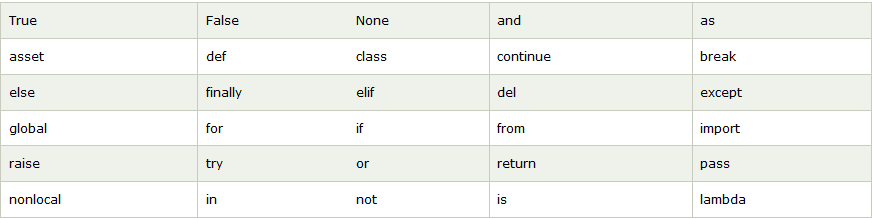 True False None and as
asset def class continue break
else finally elif del except
global for if from import
raise try or return pass
nonlocal in not is lambda